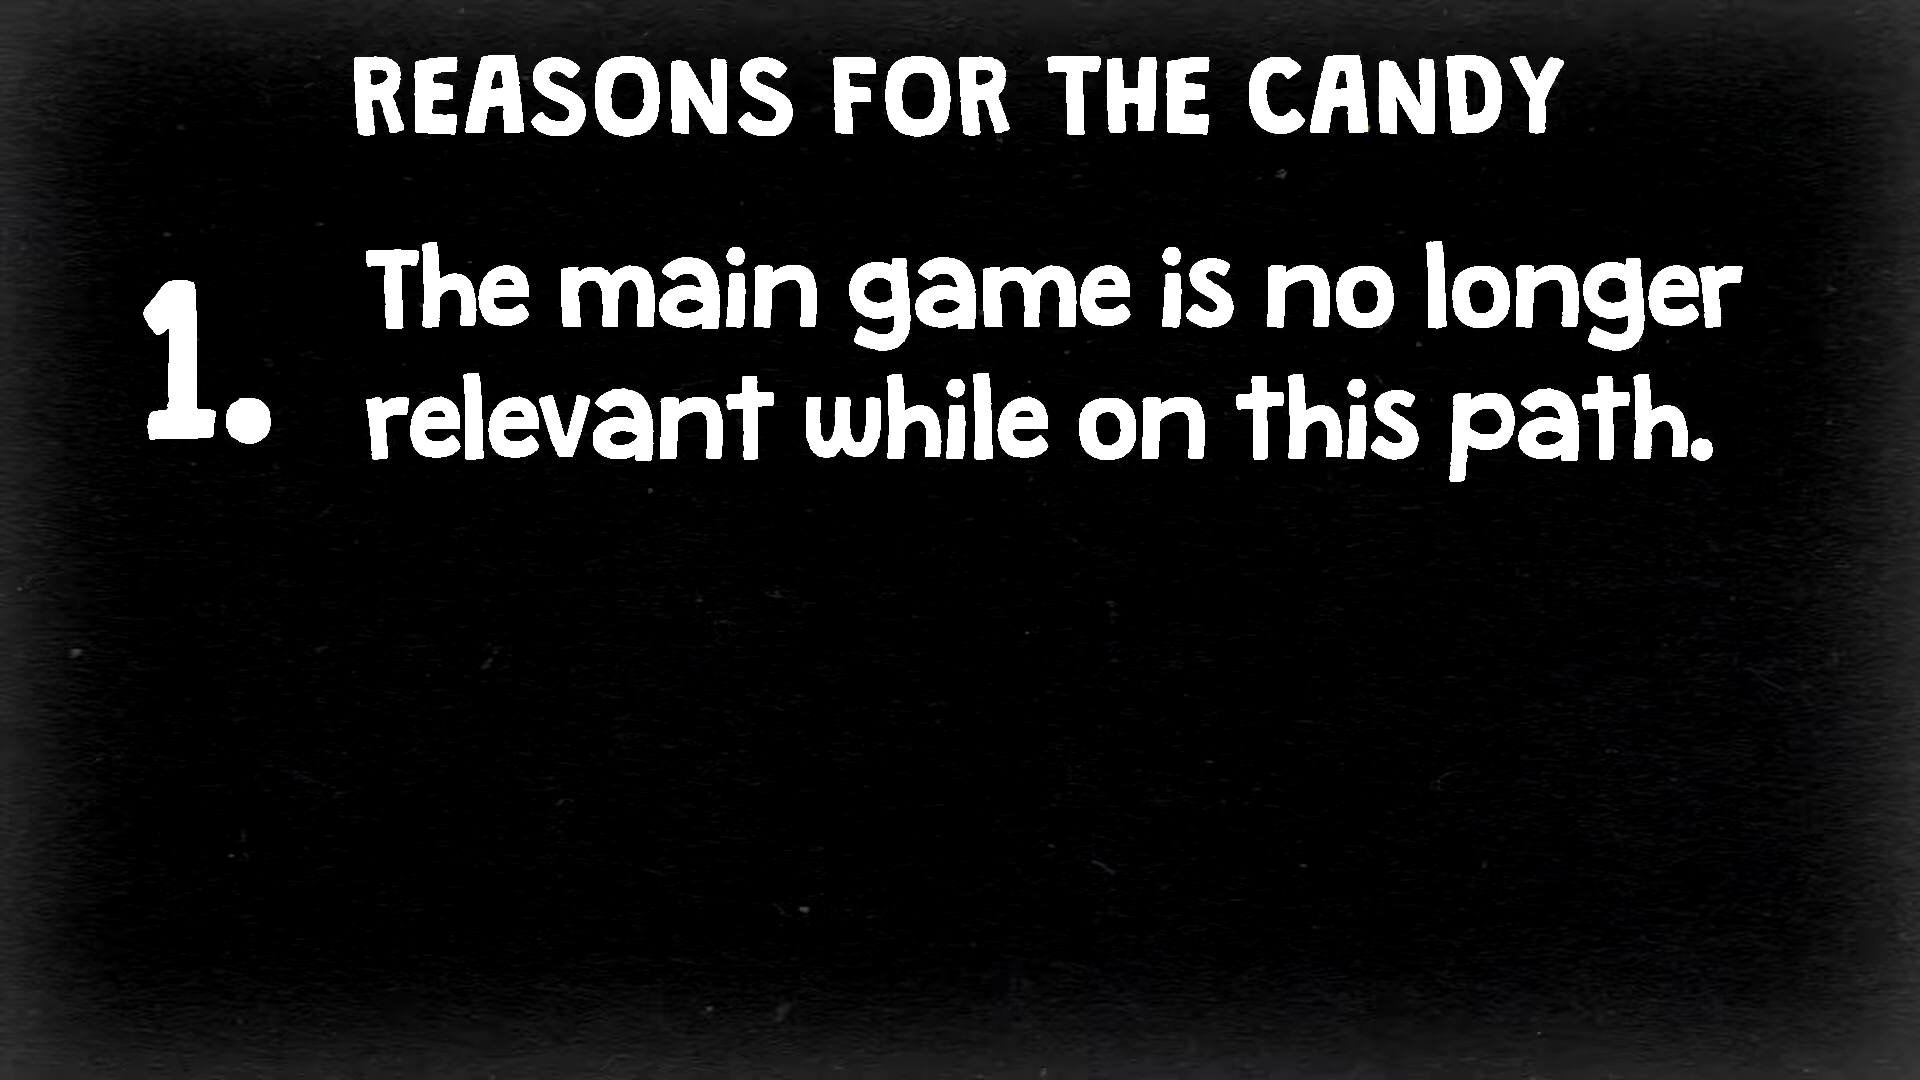 REASONS FOR THE CANDY
1. The main game is no longer
relevant while on this path.